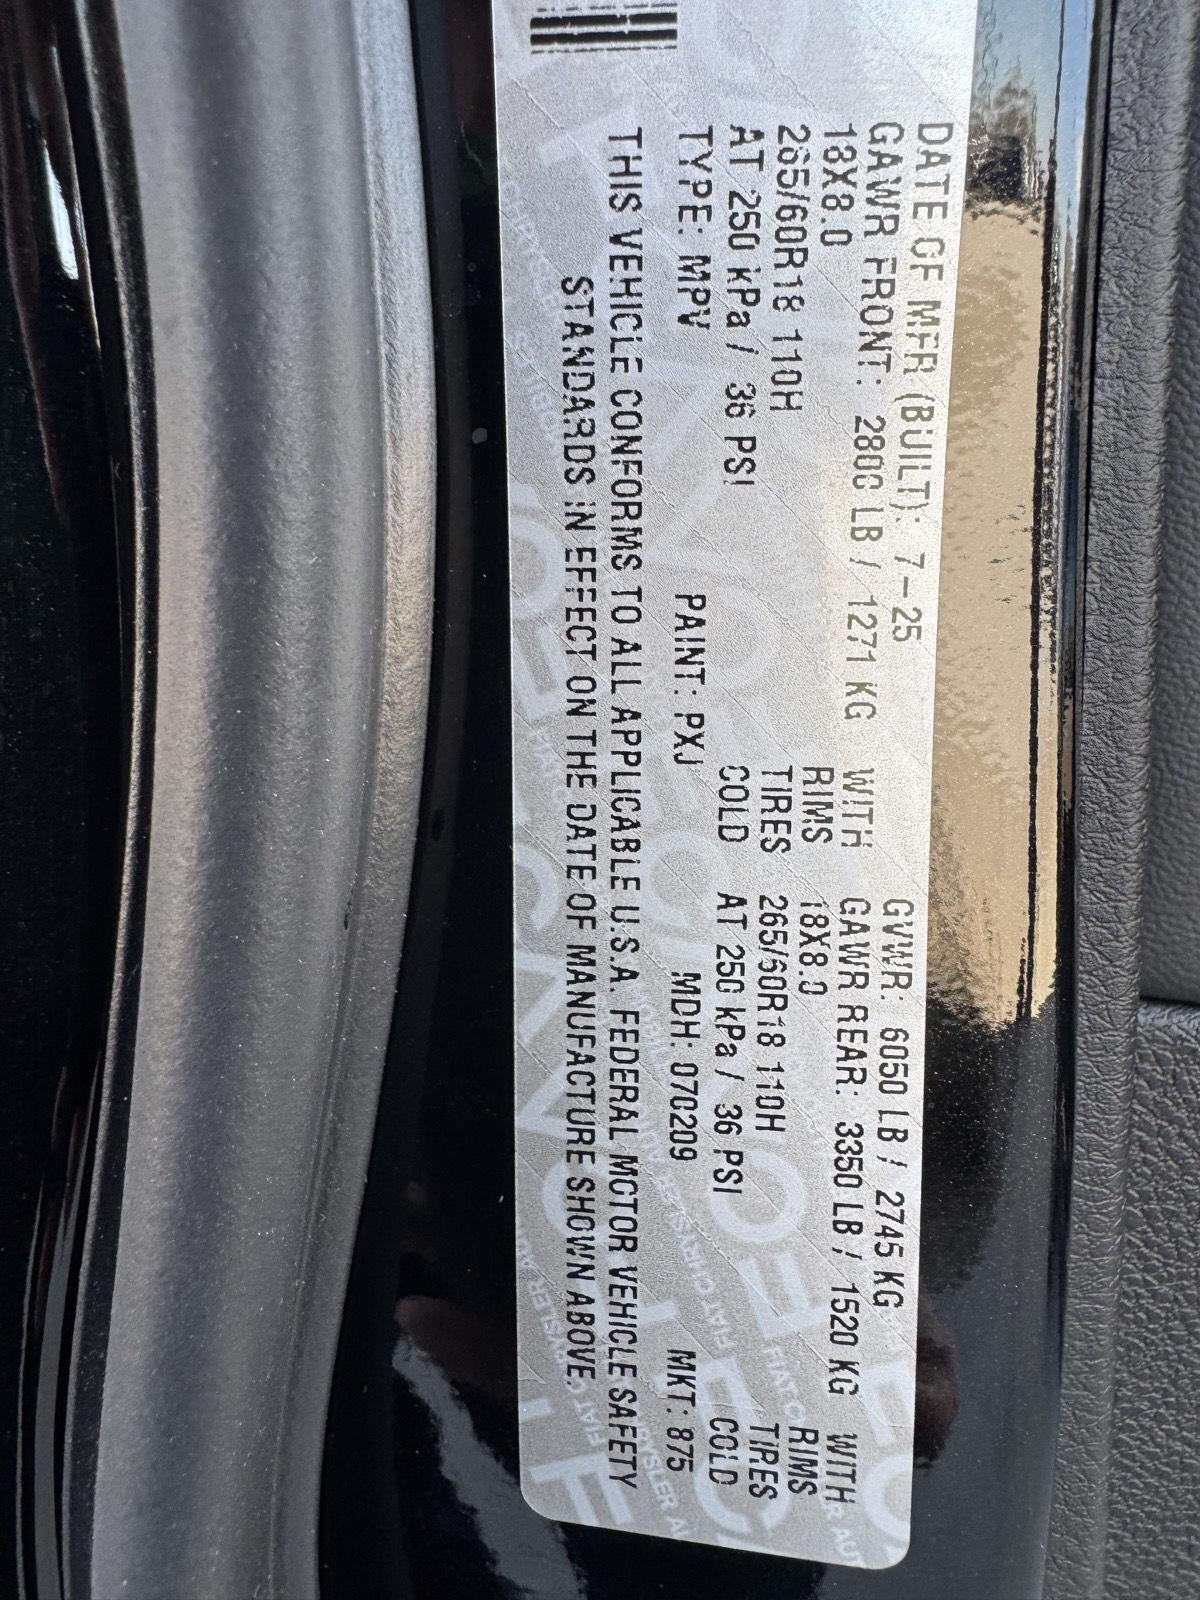 DATE OF MFR (BUILT): 7-25 GVWR: 6050 LB / 2745 KG
GAWR FRONT: 2800 LB / 1271 KG WITH GAWR REAR: 3350 LB / 1520 KG WITH
18X8.0 RIMS 18X8.0 RIMS
265/60R18 110H TIRES 265/60R18 110H TIRES
AT 250 kPa / 36 PSI COLD AT 250 kPa / 36 PSI COLD
TYPE: MPV PAINT: PXJ MDH: 070209 MKT: 875
THIS VEHICLE CONFORMS TO ALL APPLICABLE U.S.A. FEDERAL MOTOR VEHICLE SAFETY
STANDARDS IN EFFECT ON THE DATE OF MANUFACTURE SHOWN ABOVE.